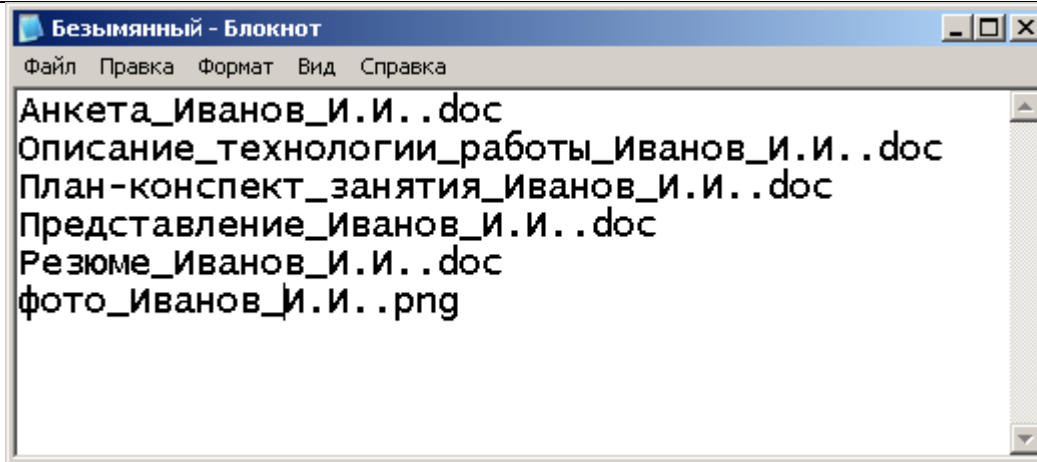 Безымянный - Блокнот
Файл Правка Формат Вид Справка
Анкета_Иванов_И.И..doc
Описание_технологии_работы_Иванов_И.И..doc
План-конспект_занятия_Иванов_И.И..doc
Представление_Иванов_И.И..doc
Резюме_Иванов_И.И..doc
фото_Иванов_И.И..png